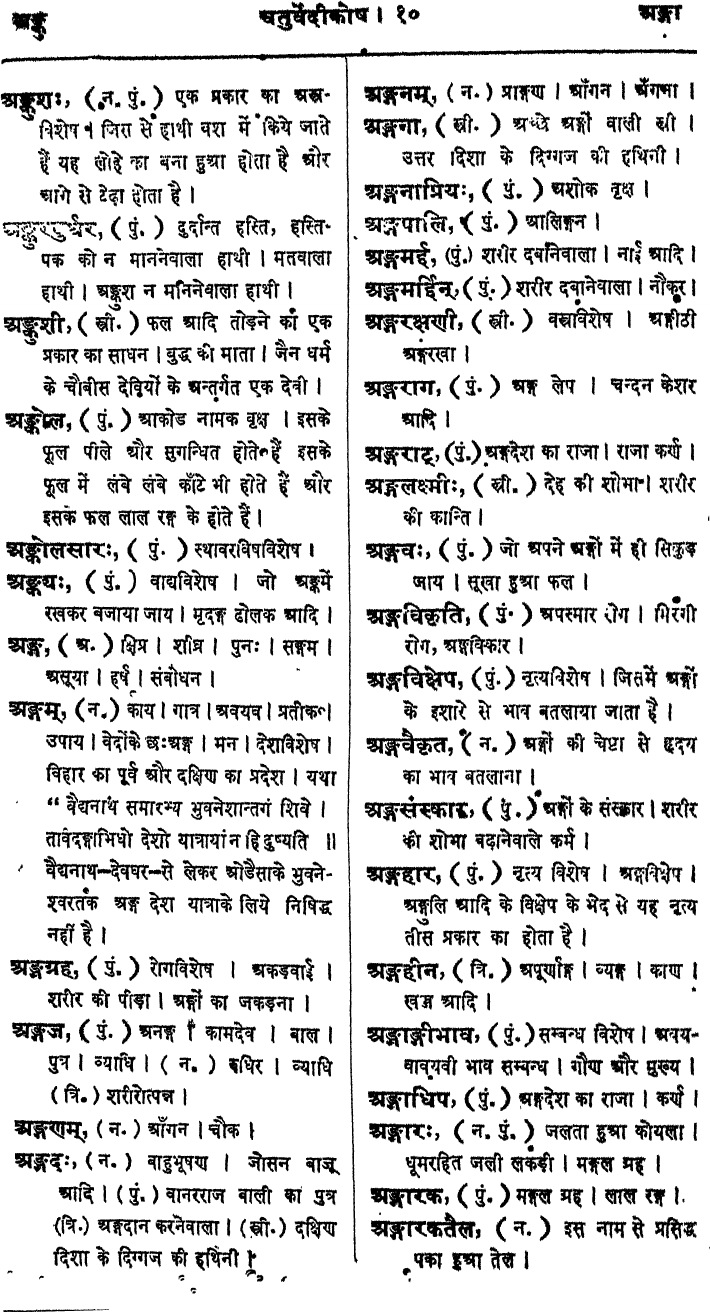 अङ्कु
चतुर्वेदीकोष । १०
अङ्गा
अङ्कुशः, ( न. पुं. ) एक प्रकार का अस्त्र-
विशेष । जिस से हाथी वश में किये जाते
हैं यह लोहे का बना हुआ होता है और
आगे से टेढ़ा होता है ।
अङ्कुशदुर्धर, ( पुं. ) दुर्दान्त हस्ति, हस्ति-
पक को न माननेवाला हाथी । मतवाला
हाथी । अङ्कुश न मानिनेवाला हाथी ।
अङ्कुशी, ( स्त्री. ) फल आदि तोड़ने का एक
प्रकार का साधन । बुद्ध की माता । जैन धर्म
के चौबीस देवियों के अन्तर्गत एक देवी ।
अङ्कोल, ( पुं. ) आकोड नामक वृक्ष । इसके
फूल पीले और सुगन्धित होते हैं इसके
फूल में लंबे लंबे काँटे भी होते हैं और
इसके फल लाल रङ्ग के होते हैं ।
अङ्कोलसारः, ( पुं. ) स्थावरविषविशेष ।
अङ्क्यः, ( पुं. ) वाद्यविशेष । जो अङ्कमें
रखकर बजाया जाय । मृदङ्ग ढोलक आदि ।
अङ्ग, ( अ. ) क्षिप्र । शीघ्र । पुनः । सङ्गम ।
असूया । हर्ष । संबोधन ।
अङ्गम्, ( न. ) काय । गात्र । अवयव । प्रतीक ।
उपाय । वेदोंके छःअङ्ग । मन । देशविशेष ।
विहार का पूर्व और दक्षिण का प्रदेश । यथा
“ वैद्यनाथ समारभ्य भुवनेशान्तगं शिवे ।
तावदङ्गाभिधो देशो यात्रायां न हि दुष्यति ॥
वैद्यनाथ-देवघर-से लेकर ओडैसाके भुवने-
श्वरतक अङ्ग देश यात्राके लिये निषिद्ध
नहीं है ।
अङ्गग्रह, ( पुं. ) रोगविशेष । अकड़वाई ।
शरीर की पीड़ा । अङ्गों का जकड़ना ।
अङ्गज, ( पुं. ) अनङ्ग । कामदेव । बाल ।
पुत्र । व्याधि । ( न. ) रुधिर । व्याधि
( त्रि. ) शरीरोत्पन्न ।
अङ्गणम्, ( न. ) आँगन । चौक ।
अङ्गदः, ( न. ) बाहुभूषण । जोसन बाजू
आदि । ( पुं. ) वानरराज वाली का पुत्र
(त्रि.) अङ्गदान करनेवाला । (स्त्री.) दक्षिण
दिशा के दिग्गज की हथिनी ।
अङ्गनम्, ( न. ) प्राङ्गण । आँगन । अँगना ।
अङ्गना, ( स्त्री. ) अच्छे अङ्गों वाली स्त्री ।
उत्तर दिशा के दिग्गज की हथिनी ।
अङ्गनाप्रियः, ( पुं. ) अशोक वृक्ष ।
अङ्गपालि, ( पुं. ) आलिङ्गन ।
अङ्गमर्द्द, (पुं.) शरीर दबानेवाला । नाई आदि ।
अङ्गमर्द्दिन्, ( पुं. ) शरीर दबानेवाला । नौकर ।
अङ्गरक्षणी, ( स्त्री. ) वस्त्रविशेष । अङ्गीठी
अङ्गरखा ।
अङ्गराग, ( पुं. ) अङ्ग लेप । चन्दन केशर
आदि ।
अङ्गराट्, (पुं.) अङ्गदेश का राजा । राजा कर्ण ।
अङ्गलक्ष्मीः, ( स्त्री. ) देह की शोभा । शरीर
की कान्ति ।
अङ्गवः, ( पुं. ) जो अपने अङ्गों में ही सिकुड़
जाय । सूखा हुआ फल ।
अङ्गविकृति, ( पुं. ) अपस्मार रोग । मिरगी
रोग, अङ्गविकार ।
अङ्गविक्षेप, ( पुं. ) नृत्यविशेष । जिसमें अङ्गों
के इशारे से भाव बतलाया जाता है ।
अङ्गवैकृत, ( न. ) अङ्गों की चेष्टा से हृदय
का भाव बतलाना ।
अङ्गसंस्कार, ( पुं. ) अङ्गों के संस्कार । शरीर
की शोभा बढ़ानेवाले कर्म ।
अङ्गहार, ( पुं. ) नृत्य विशेष । अङ्गविक्षेप ।
अङ्गुलि आदि के विक्षेप के भेद से यह नृत्य
तीस प्रकार का होता है ।
अङ्गहीन, ( त्रि. ) अपूर्णाङ्ग । व्यङ्ग । काण ।
खञ्ज आदि ।
अङ्गाङ्गीभाव, ( पुं. ) सम्बन्ध विशेष । अवय-
वावयवी भाव सम्बन्ध । गौण और मुख्य ।
अङ्गाधिप, ( पुं. ) अङ्गदेश का राजा । कर्ण ।
अङ्गारः, ( न. पुं. ) जलता हुआ कोयला ।
धूमरहित जली लकड़ी । मङ्गल ग्रह ।
अङ्गारक, ( पुं. ) मङ्गल ग्रह । लाल रङ्ग ।
अङ्गारकतैल, ( न. ) इस नाम से प्रसिद्ध
पका हुआ तेल ।